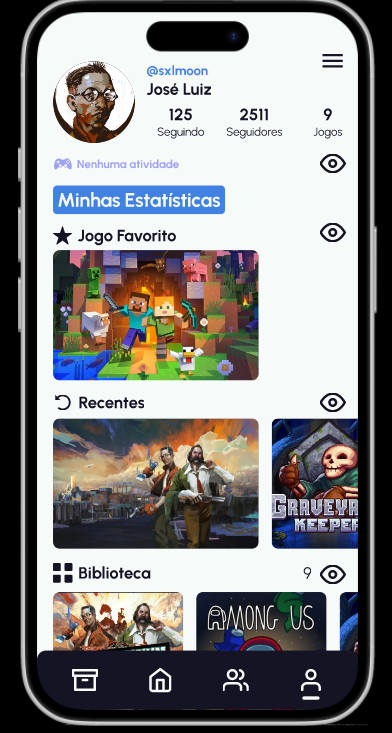 @sxlmoon
José Luiz
125 2511 9
Seguindo Seguidores Jogos
Nenhuma atividade
Minhas Estatísticas
Jogo Favorito
Recentes
GRAVEYA
KEEPER
Biblioteca 9
AMONG US